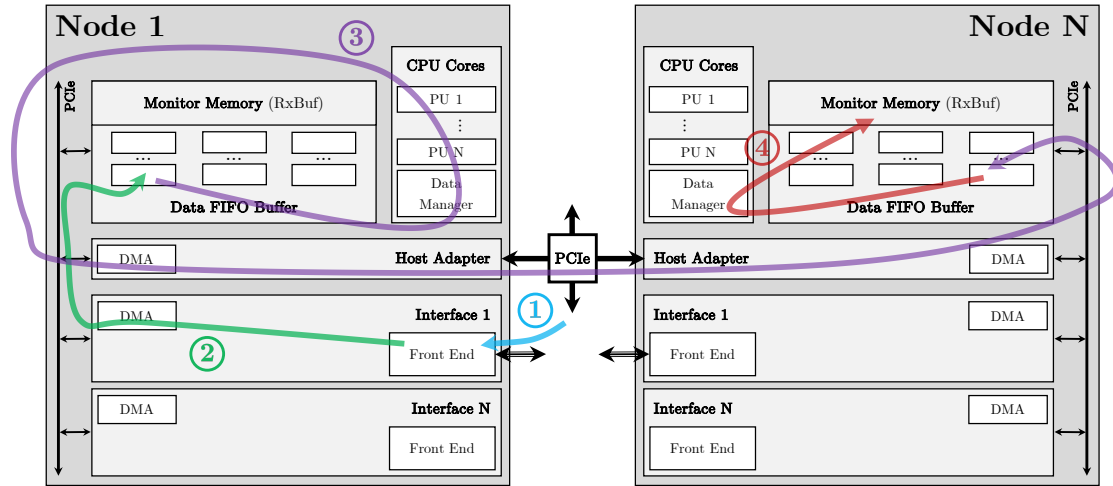 Node 1
③
CPU Cores
PCIe
Monitor Memory (RxBuf)
PU 1
⋮
PU N
...
...
...
Data
Manager
Data FIFO Buffer
DMA
Host Adapter
DMA
Interface 1
①
②
Front End
DMA
Interface N
Front End
PCIe
Node N
CPU Cores
PU 1
⋮
PU N
④
Data
Manager
Monitor Memory (RxBuf)
PCIe
...
...
...
Data FIFO Buffer
Host Adapter
DMA
Interface 1
DMA
Front End
Interface N
DMA
Front End